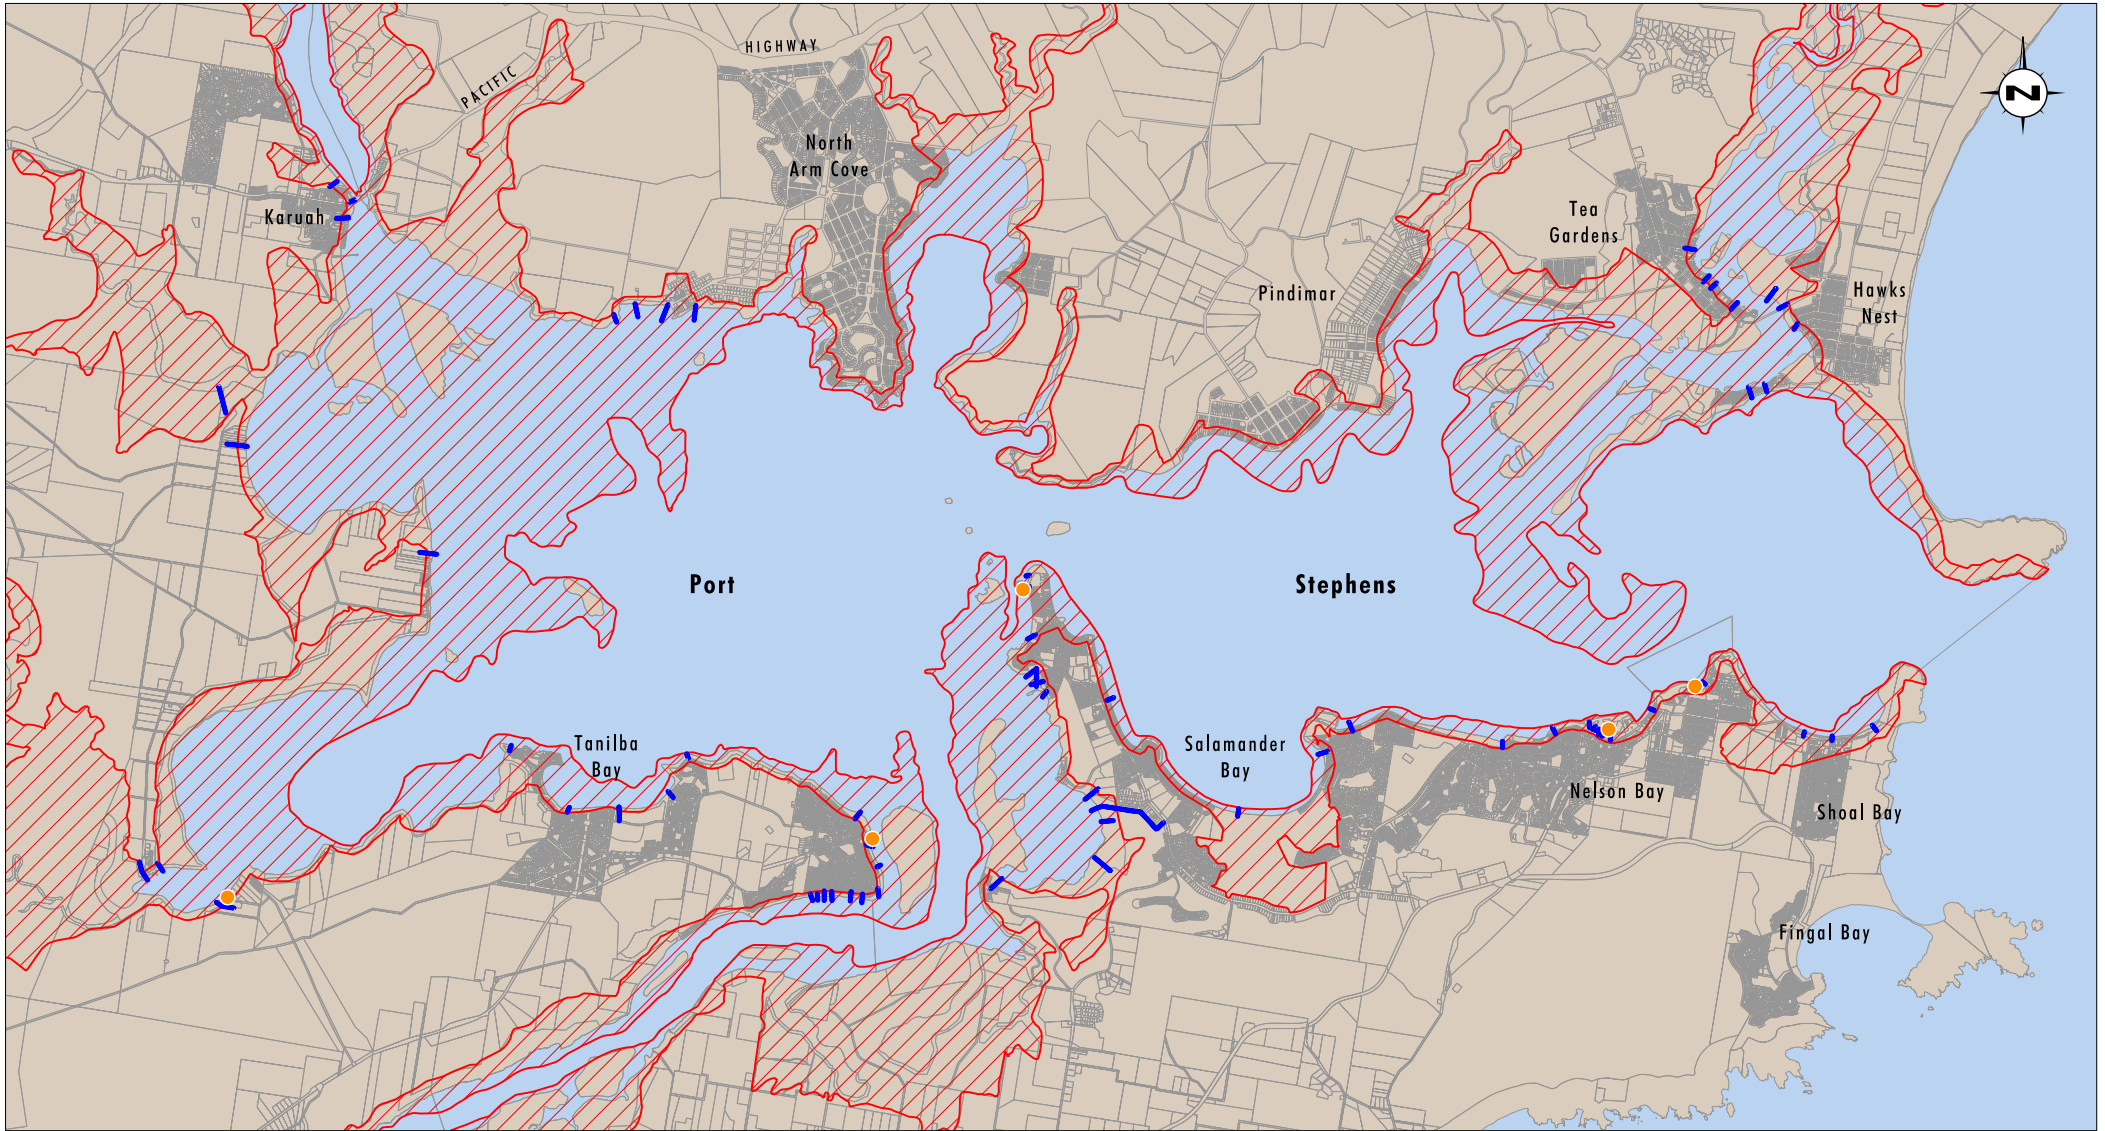 HIGHWAY
PACIFIC
North
Arm Cove
Karuah
Tea
Gardens
Pindimar
Hawks
Nest
N
Port
Stephens
Tanilba
Bay
Salamander
Bay
Nelson Bay
Shoal Bay
Fingal Bay